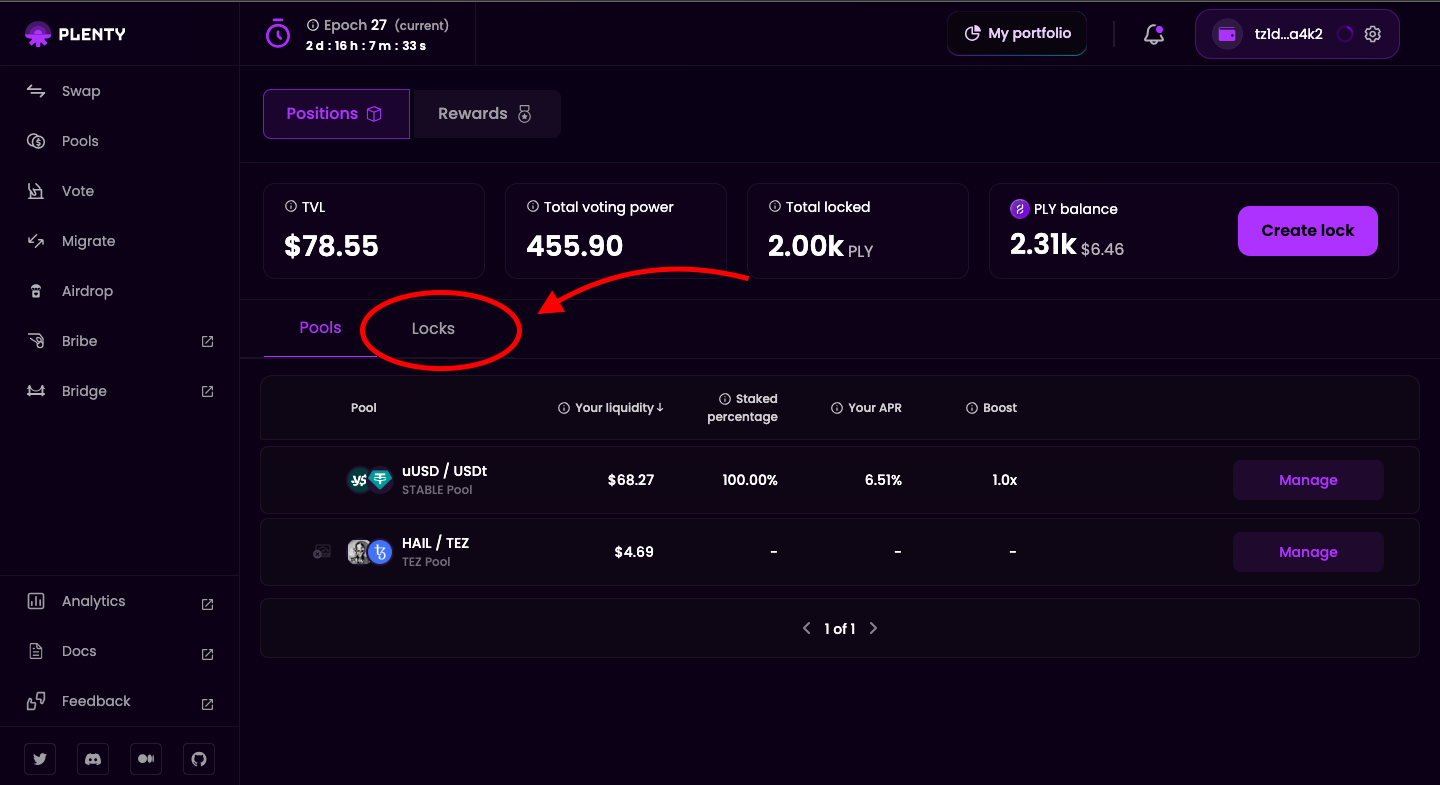 PLENTY
Epoch 27 (current)
2 d : 16 h : 7 m : 33 s
My portfolio
tz1d...a4k2
Swap
Pools
Vote
Migrate
Airdrop
Bribe
Bridge
Analytics
Docs
Feedback
Positions
Rewards
TVL
$78.55
Total voting power
455.90
Total locked
2.00k PLY
PLY balance
2.31k $6.46
Create lock
Pools Locks
Pool
Your liquidity↓
Staked
percentage
Your APR
Boost
uUSD / USDt
STABLE Pool
$68.27 100.00% 6.51% 1.0x
Manage
HAIL / TEZ
TEZ Pool
$4.69 - - -
Manage
1 of 1